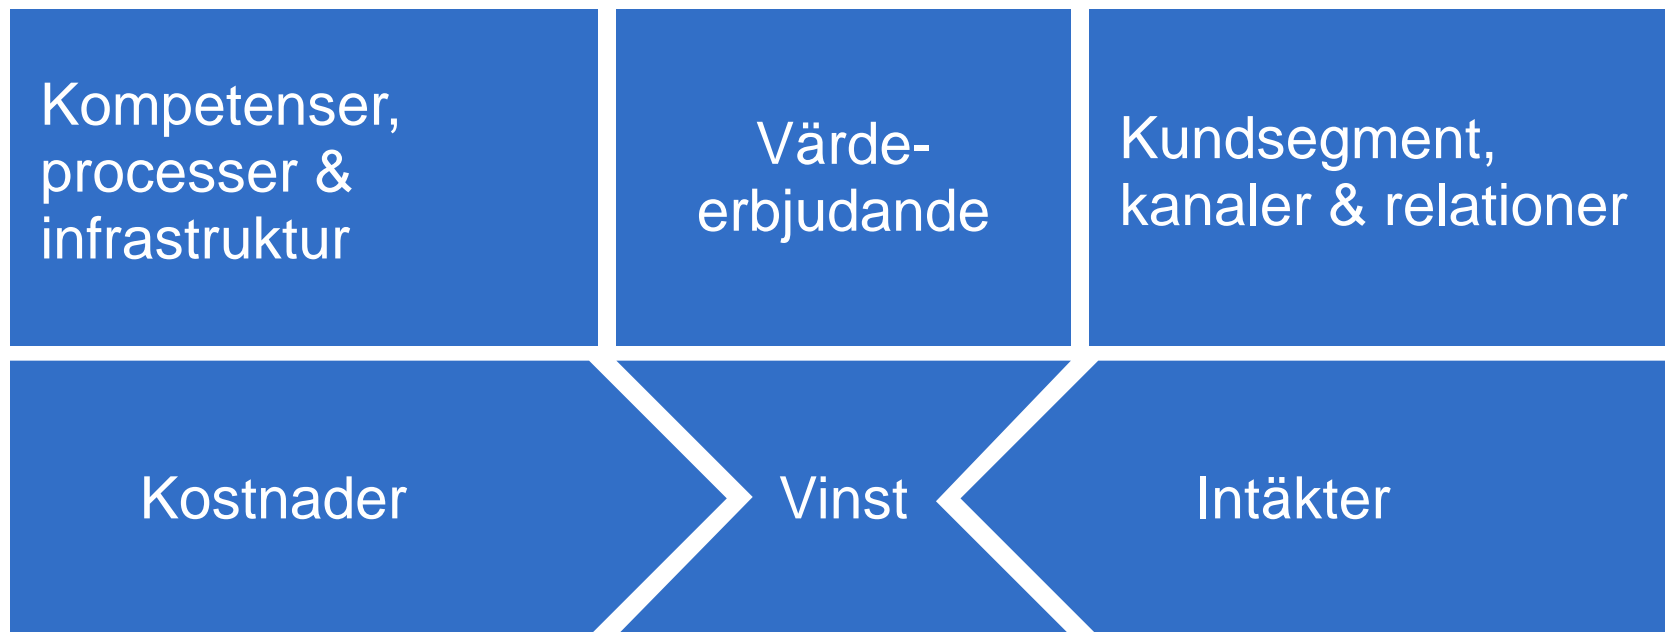 Kompetenser,
processer &
infrastruktur
Värde-
erbjudande
Kundsegment,
kanaler & relationer
Kostnader
Vinst
Intäkter